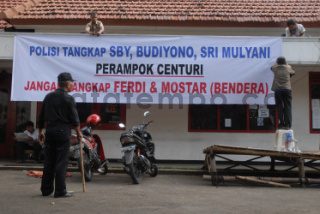 POLISI TANGKAP SBY, BUDIYONO, SRI MULYANI
PERAMPOK CENTURI
JANGAN TANGKAP FERDI & MOSTAR (BENDERA)